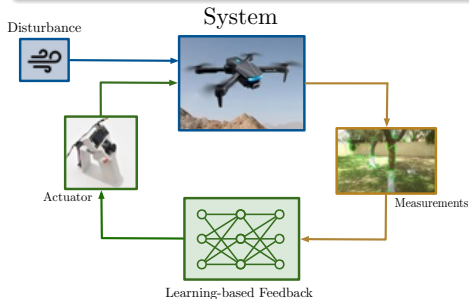 System
Disturbance
Actuator
Measurements
Learning-based Feedback